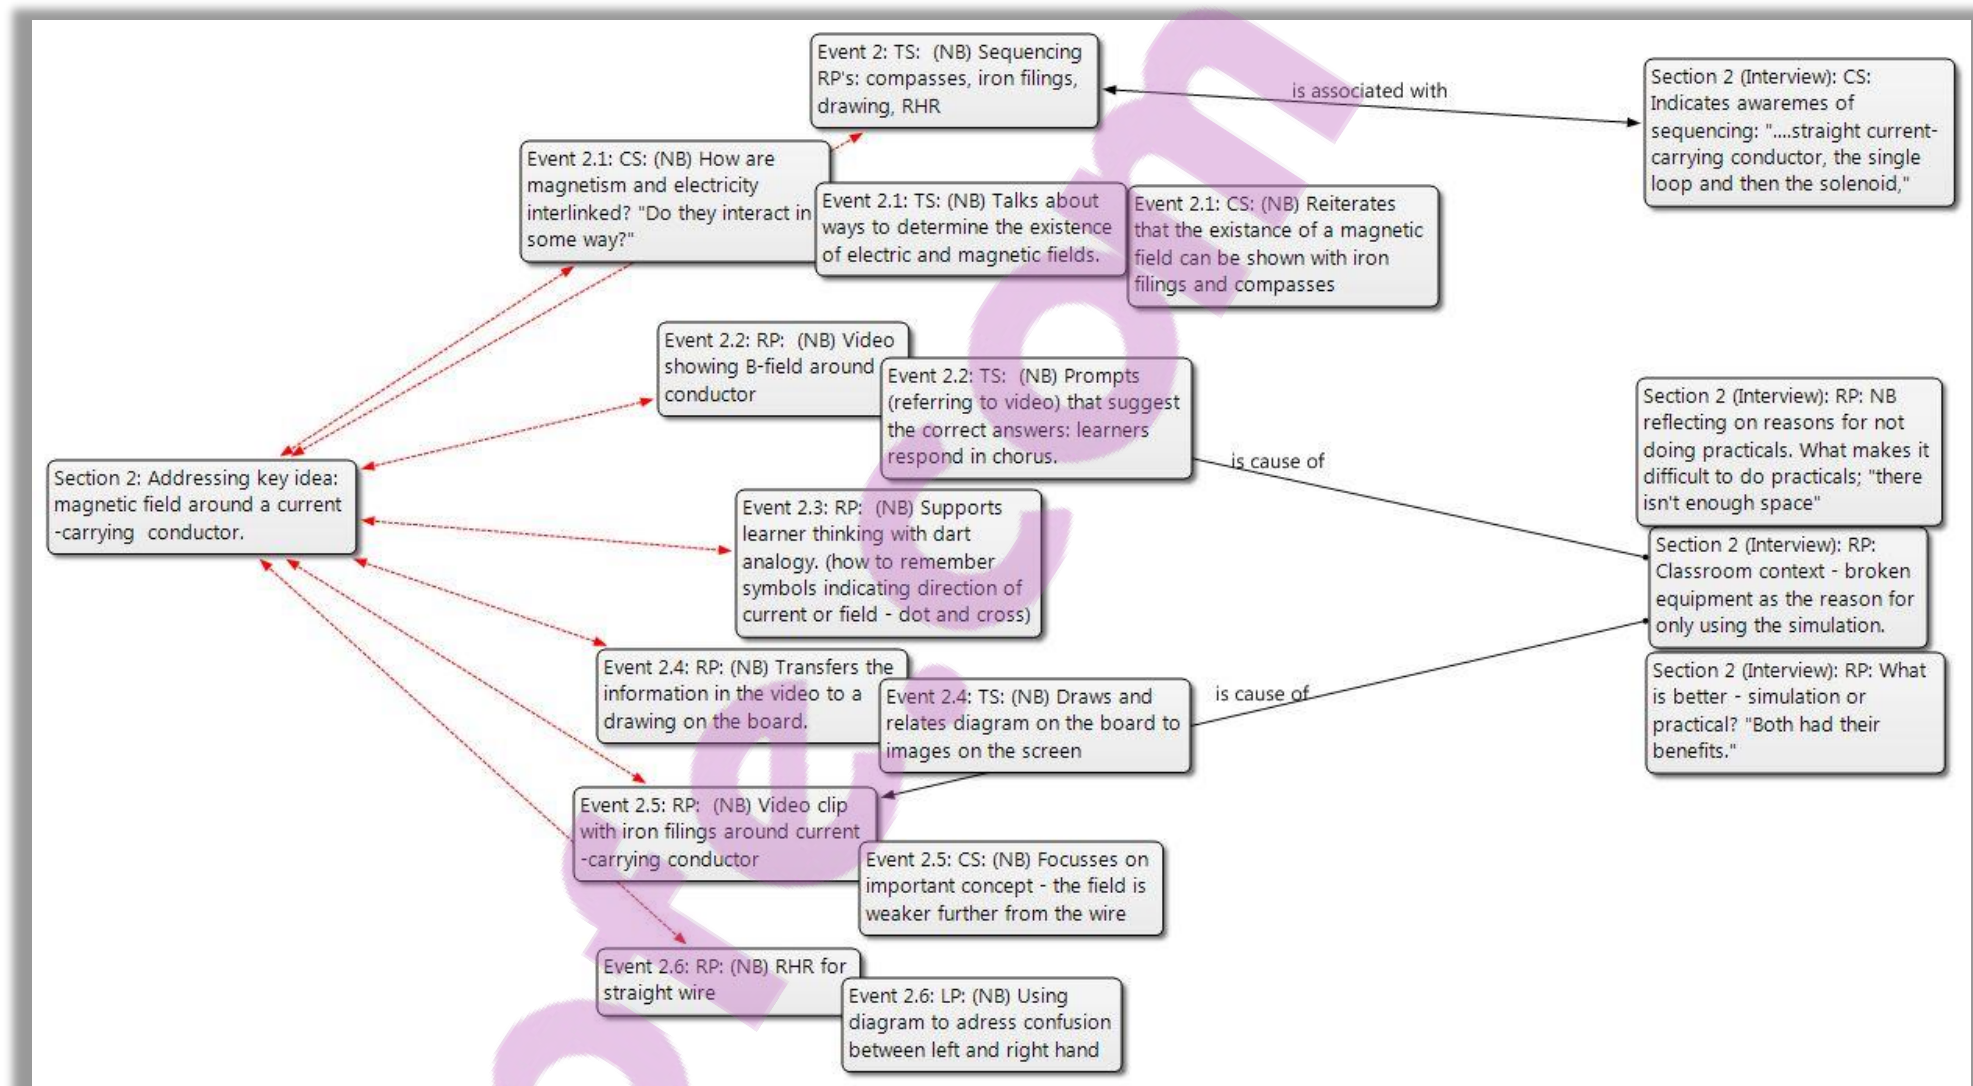 Event 2: TS:  (NB) Sequencing
RP's: compasses, iron filings,
drawing, RHR
is associated with
Section 2 (Interview): CS:
Indicates awaremes of
sequencing: "....straight current-
carrying conductor, the single
loop and then the solenoid,"
Event 2.1: CS: (NB) How are
magnetism and electricity
interlinked? "Do they interact in
some way?"
Event 2.1: TS: (NB) Talks about
ways to determine the existence
of electric and magnetic fields.
Event 2.1: CS: (NB) Reiterates
that the existance of a magnetic
field can be shown with iron
filings and compasses
Event 2.2: RP:  (NB) Video
showing B-field around
conductor
Event 2.2: TS:  (NB) Prompts
(referring to video) that suggest
the correct answers: learners
respond in chorus.
is cause of
Section 2 (Interview): RP: NB
reflecting on reasons for not
doing practicals. What makes it
difficult to do practicals; "there
isn't enough space"
Section 2: Addressing key idea:
magnetic field around a current
-carrying  conductor.
Event 2.3: RP:  (NB) Supports
learner thinking with dart
analogy. (how to remember
symbols indicating direction of
current or field - dot and cross)
Section 2 (Interview): RP:
Classroom context - broken
equipment as the reason for
only using the simulation.
Event 2.4: RP: (NB) Transfers the
information in the video to a
drawing on the board.
Event 2.4: TS: (NB) Draws and
relates diagram on the board to
images on the screen
is cause of
Section 2 (Interview): RP: What
is better - simulation or
practical? "Both had their
benefits."
Event 2.5: RP:  (NB) Video clip
with iron filings around current
-carrying conductor
Event 2.5: CS: (NB) Focusses on
important concept - the field is
weaker further from the wire
Event 2.6: RP: (NB) RHR for
straight wire
Event 2.6: LP: (NB) Using
diagram to adress confusion
between left and right hand
ofe.com